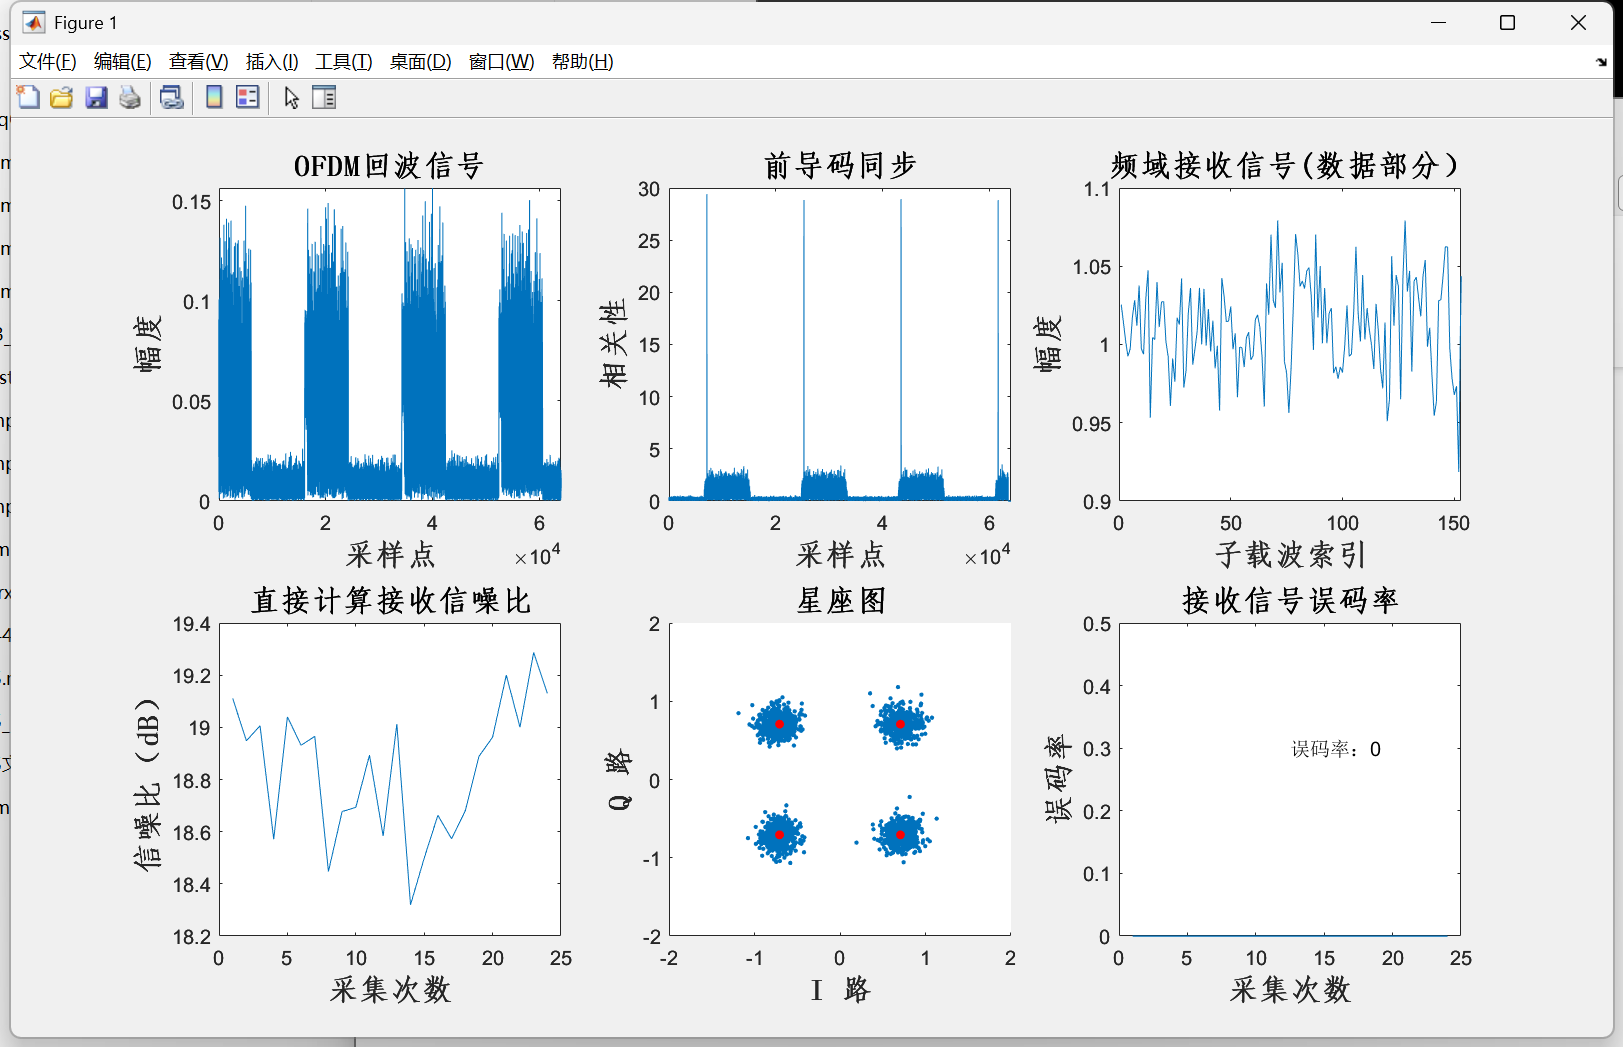 Figure 1
文件(F) 编辑(E) 查看(V) 插入(I) 工具(T) 桌面(D) 窗口(W) 帮助(H)
OFDM回波信号
0.15
0.1
0.05
0
0 2 4 6
×10⁴
幅度
采样点
前导码同步
30
25
20
15
10
5
0
0 2 4 6
×10⁴
相关性
采样点
频域接收信号(数据部分)
1.1
1.05
1
0.95
0.9
0 50 100 150
幅度
子载波索引
直接计算接收信噪比
19.4
19.2
19
18.8
18.6
18.4
18.2
0 5 10 15 20 25
信噪比 (dB)
采集次数
星座图
2
1
0
-1
-2
-2 -1 0 1 2
Q 路
I 路
接收信号误码率
0.5
0.4
0.3
0.2
0.1
0
误码率：0
0 5 10 15 20 25
误码率
采集次数